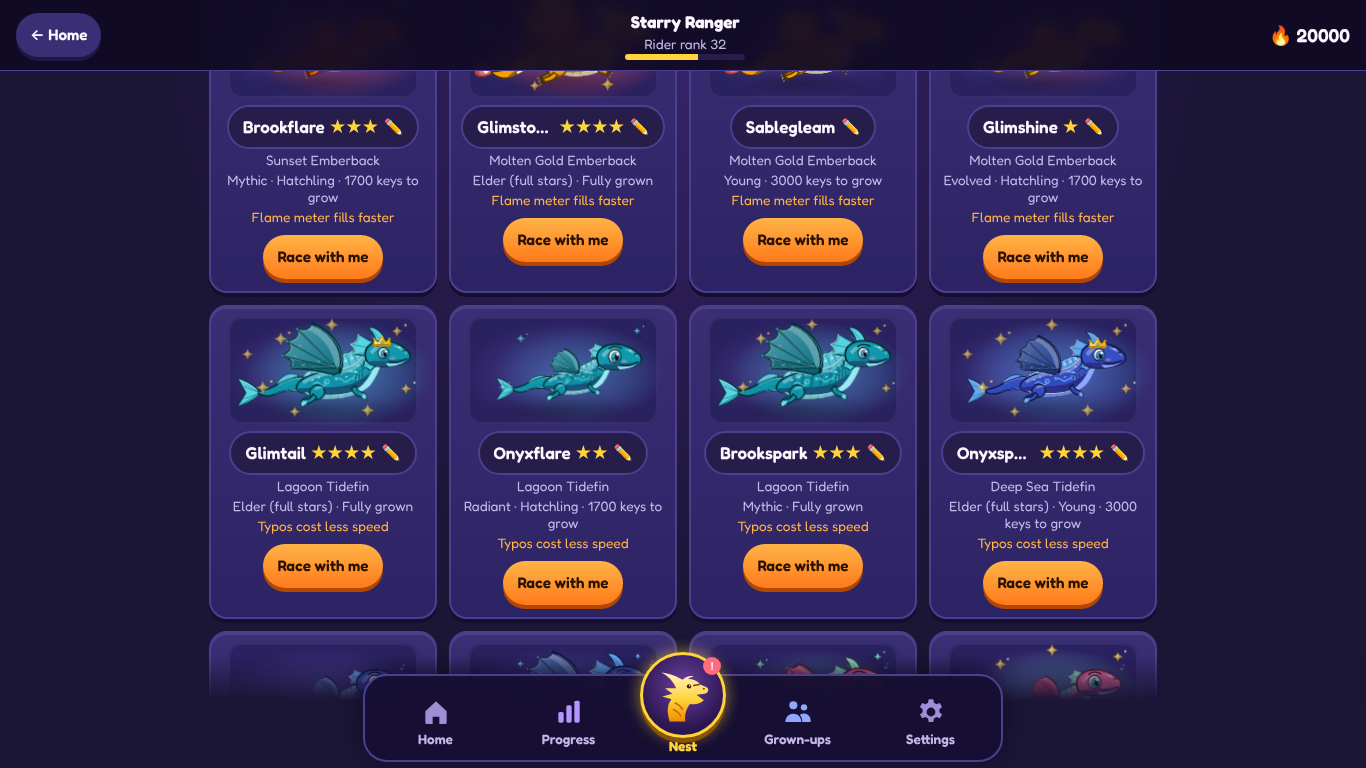 ← Home
Starry Ranger
Rider rank 32
20000
Brookflare ★★★
Sunset Emberback
Mythic · Hatchling · 1700 keys to
grow
Flame meter fills faster
Race with me
Glimsto... ★★★★
Molten Gold Emberback
Elder (full stars) · Fully grown
Flame meter fills faster
Race with me
Sablegleam
Molten Gold Emberback
Young · 3000 keys to grow
Flame meter fills faster
Race with me
Glimshine ★
Molten Gold Emberback
Evolved · Hatchling · 1700 keys to
grow
Flame meter fills faster
Race with me
Glimtail ★★★★
Lagoon Tidefin
Elder (full stars) · Fully grown
Typos cost less speed
Race with me
Onyxflare ★★
Lagoon Tidefin
Radiant · Hatchling · 1700 keys to
grow
Typos cost less speed
Race with me
Brookspark ★★★
Lagoon Tidefin
Mythic · Fully grown
Typos cost less speed
Race with me
Onyxsp... ★★★★
Deep Sea Tidefin
Elder (full stars) · Young · 3000
keys to grow
Typos cost less speed
Race with me
!
Home
Progress
Nest
Grown-ups
Settings